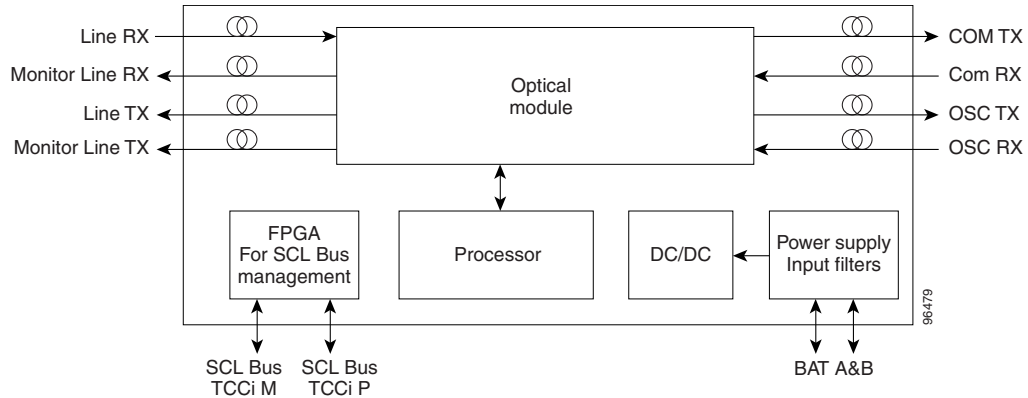 Line RX
Monitor Line RX
Line TX
Monitor Line TX
Optical
module
COM TX
Com RX
OSC TX
OSC RX
FPGA
For SCL Bus
management
Processor
DC/DC
Power supply
Input filters
96479
SCL Bus
TCCi M
SCL Bus
TCCi P
BAT A&B